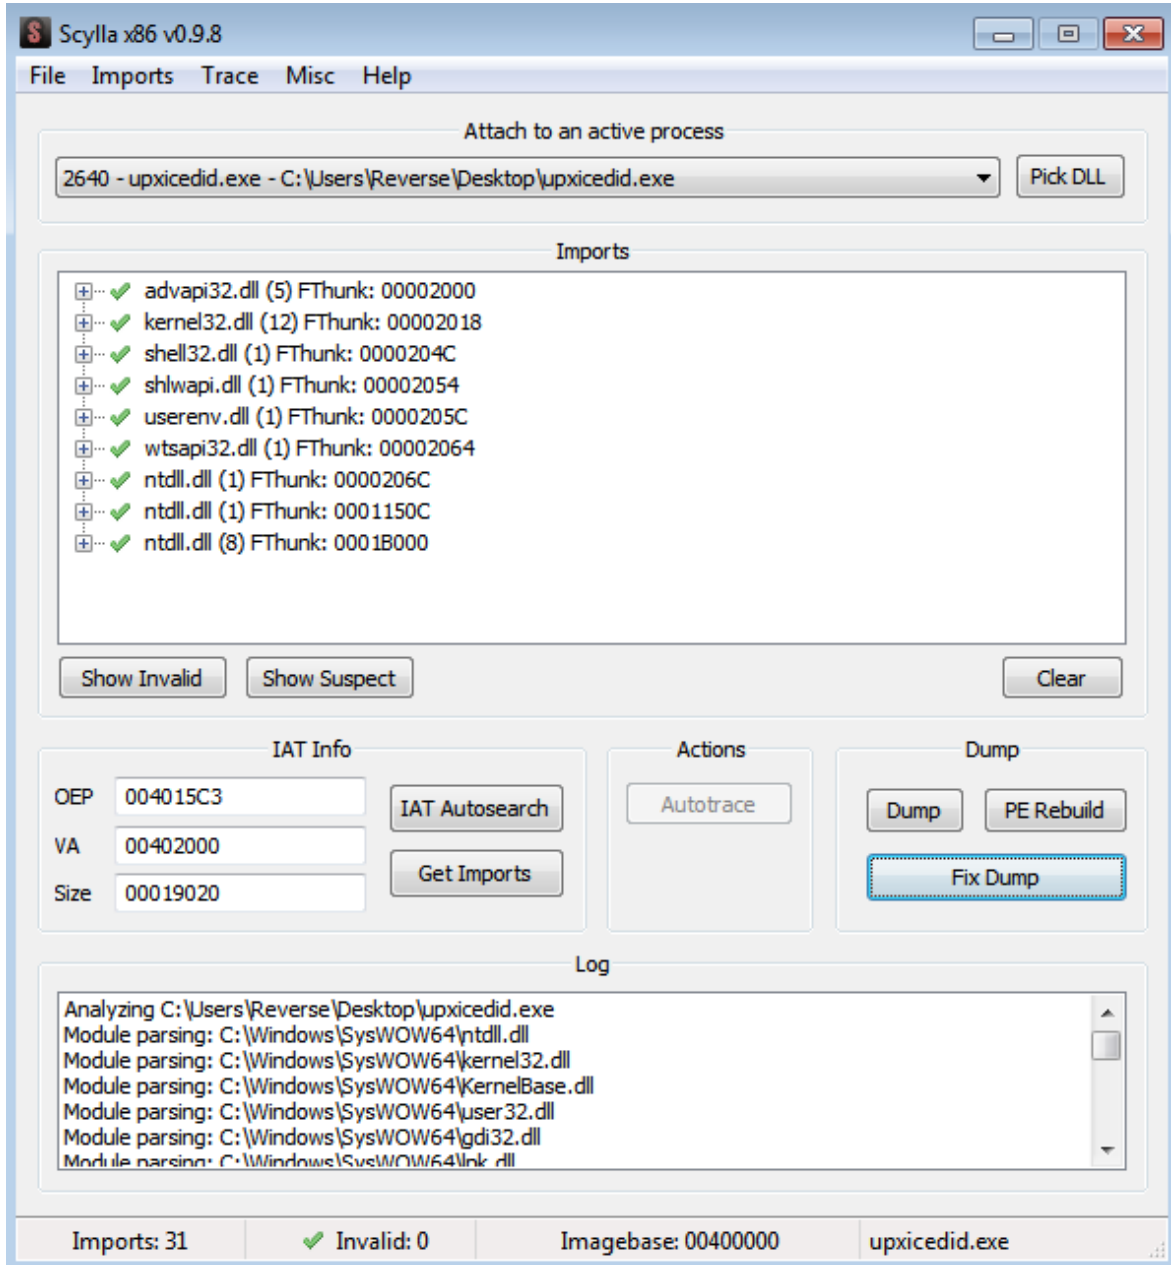 Scylla x86 v0.9.8
File Imports Trace Misc Help
Attach to an active process
2640 - upxicedid.exe - C:\Users\Reverse\Desktop\upxicedid.exe Pick DLL
Imports
advapi32.dll (5) FThunk: 00002000
kernel32.dll (12) FThunk: 00002018
shell32.dll (1) FThunk: 0000204C
shlwapi.dll (1) FThunk: 00002054
userenv.dll (1) FThunk: 0000205C
wtsapi32.dll (1) FThunk: 00002064
ntdll.dll (1) FThunk: 0000206C
ntdll.dll (1) FThunk: 0001150C
ntdll.dll (8) FThunk: 0001B000
Show Invalid Show Suspect Clear
IAT Info
OEP 004015C3
VA 00402000
Size 00019020
IAT Autosearch
Get Imports
Actions
Autotrace
Dump
Dump PE Rebuild
Fix Dump
Log
Analyzing C:\Users\Reverse\Desktop\upxicedid.exe
Module parsing: C:\Windows\SysWOW64\ntdll.dll
Module parsing: C:\Windows\SysWOW64\kernel32.dll
Module parsing: C:\Windows\SysWOW64\KernelBase.dll
Module parsing: C:\Windows\SysWOW64\user32.dll
Module parsing: C:\Windows\SysWOW64\gdi32.dll
Module parsing: C:\Windows\SysWOW64\lpk.dll
Imports: 31 Invalid: 0 Imagebase: 00400000 upxicedid.exe